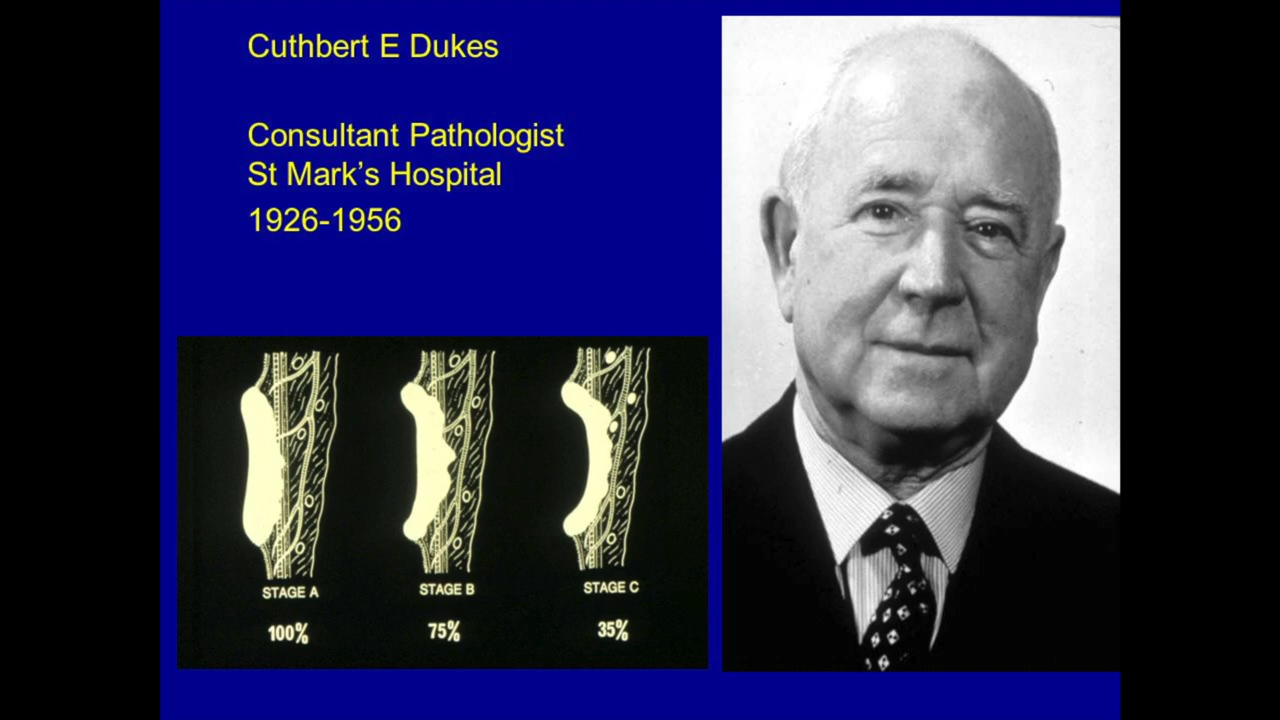 Cuthbert E Dukes
Consultant Pathologist
St Mark’s Hospital
1926-1956
STAGE A STAGE B STAGE C
100% 75% 35%